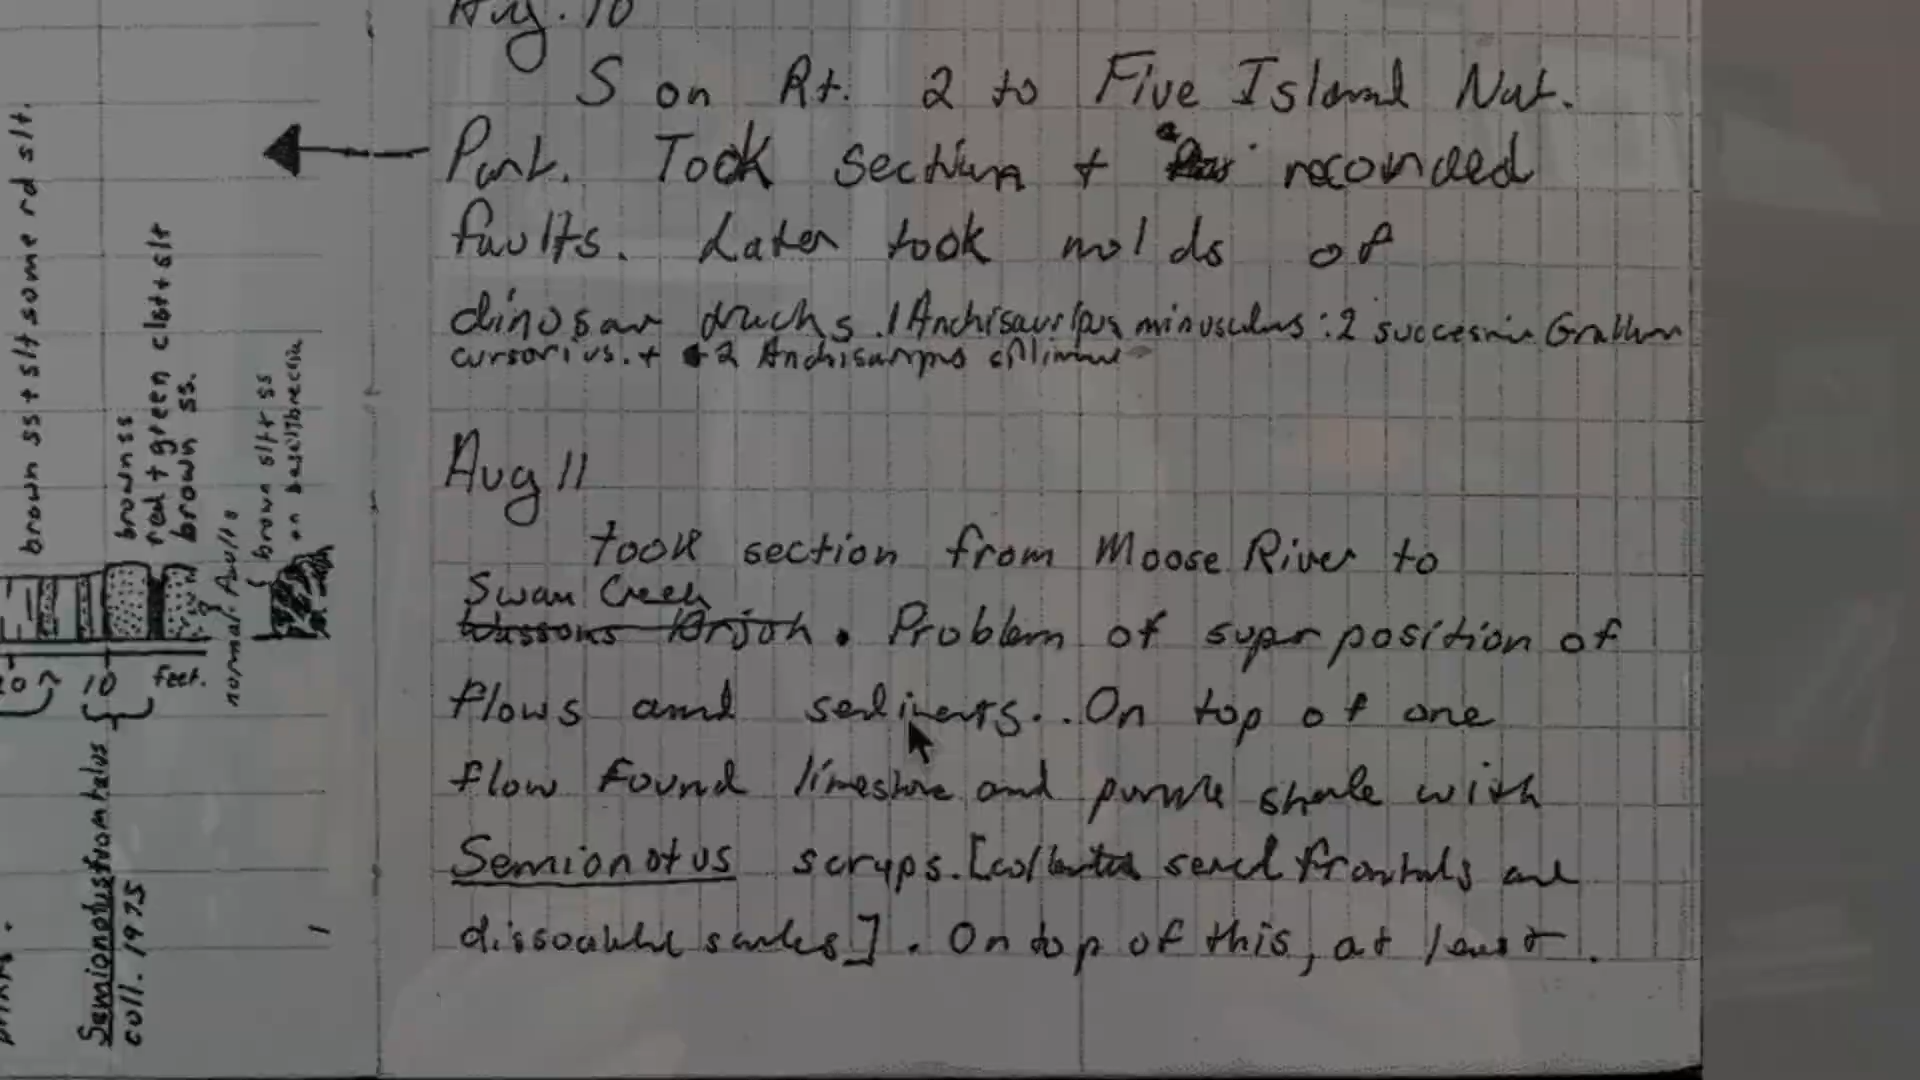 brown ss + slt some rd slt.
brown ss
red + green clst + slt
brown ss.
normal faults
brown slt + ss
on basalt breccia
10
feet.
Semionotus from talus
coll. 1975
1
Aug. 10
S on Rt. 2 to Five Island Nat.
Park. Took section + a recorded
faults. Later took molds of
dinosar tracks. 1 Anchisauripus minusculus : 2 succesive Grallator
cursorius. + 2 Anchisauripus
Aug 11
took section from Moose River to
Swan Creek
Wassons . Problem of superposition of
flows and sediments.. On top of one
flow found limestone and purple shale with
Semionotus scraps. [collected send frontals and
scales]. On top of this, at least.